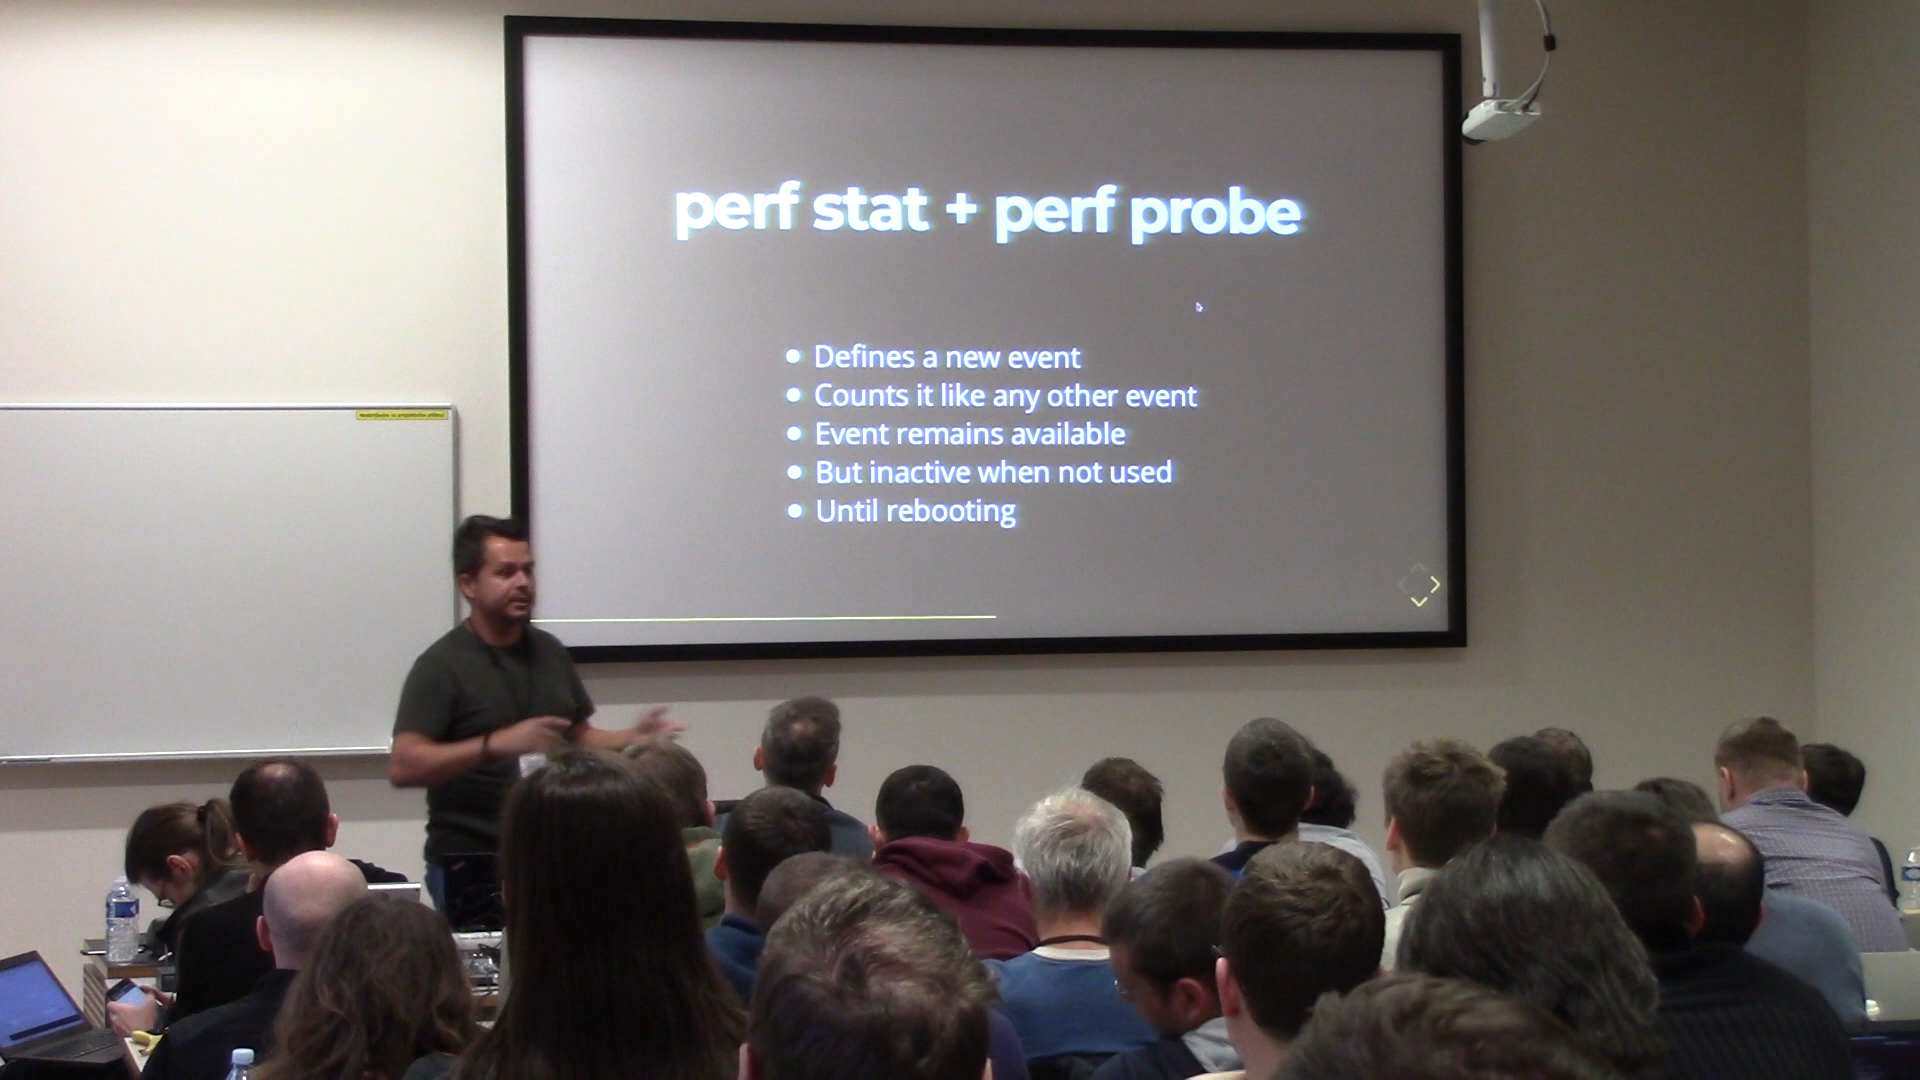 perf stat + perf probe
Defines a new event
Counts it like any other event
Event remains available
But inactive when not used
Until rebooting